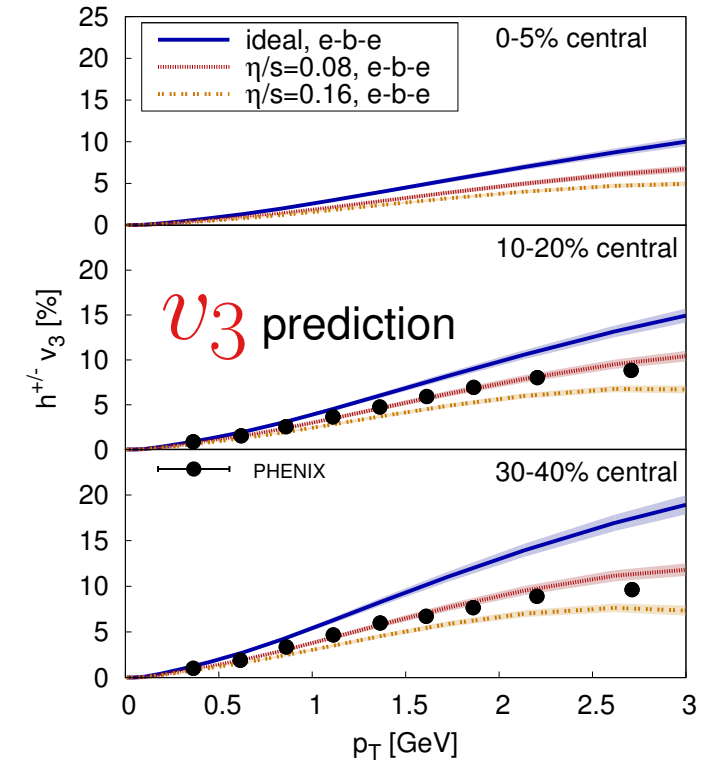 25
20
15
10
5
0
ideal, e-b-e
η/s=0.08, e-b-e
η/s=0.16, e-b-e
0-5% central
20
15
10
5
0
10-20% central
v3 prediction
h+/- v3 [%]
20
15
10
5
0
PHENIX
30-40% central
0 0.5 1 1.5 2 2.5 3
pT [GeV]